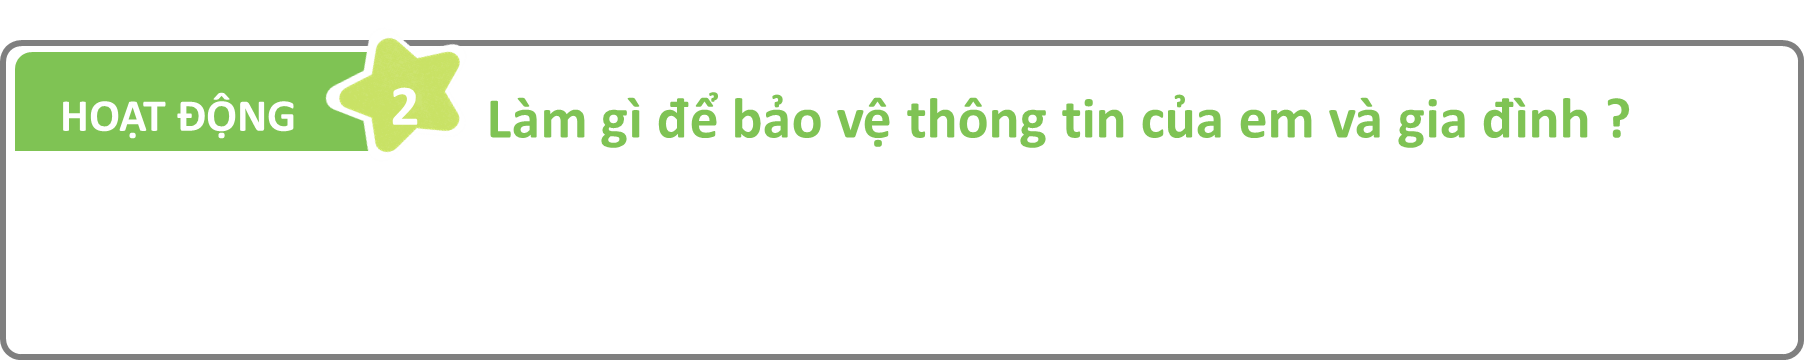 HOẠT ĐỘNG 2 Làm gì để bảo vệ thông tin của em và gia đình ?